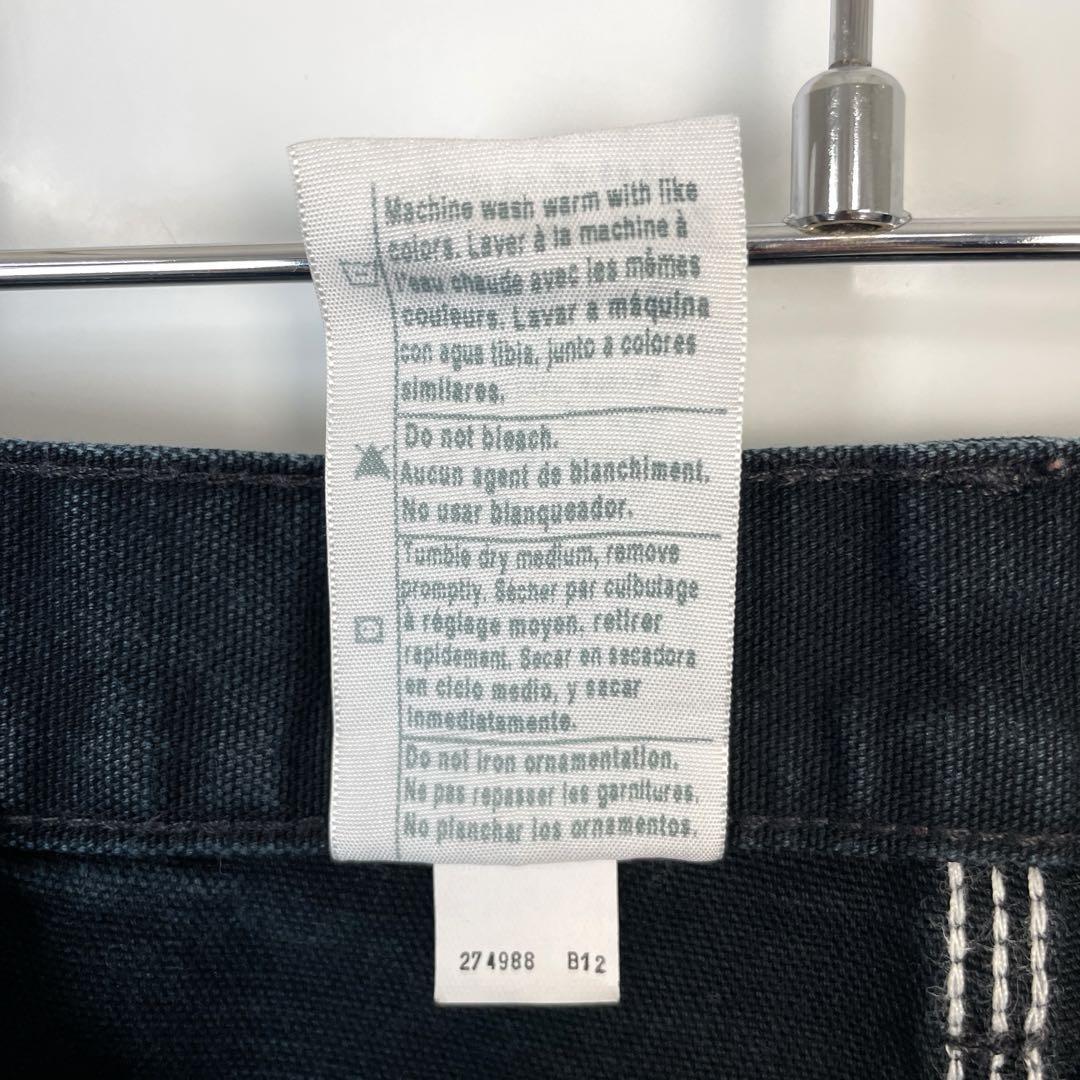 Machine wash warm with like
colors. Laver à la machine à
l'eau chaude avec les mêmes
couleurs. Lavar a máquina
con agua tibia, junto a colores
similares.
Do not bleach.
Aucun agent de blanchiment.
No usar blanqueador.
Tumble dry medium, remove
promptly. Sécher par culbutage
à réglage moyen, retirer
rapidement. Secar en secadora
en ciclo medio, y sacar
inmediatamente.
Do not iron ornamentation.
Ne pas repasser les garnitures.
No planchar los ornamentos.
274988 B12